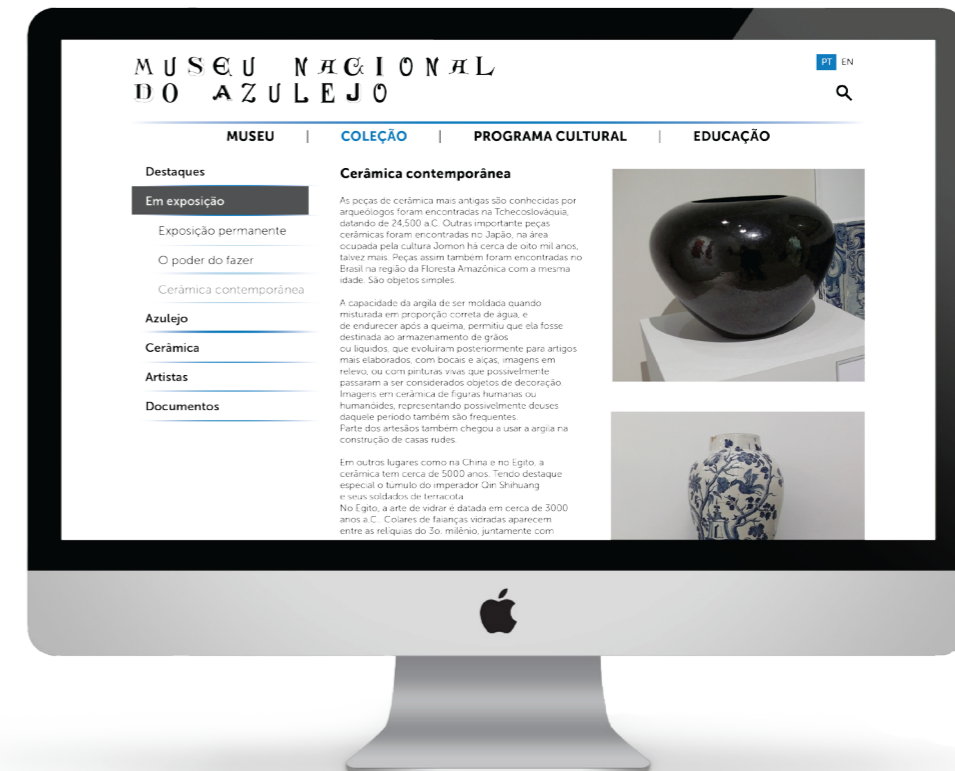 MUSEU NACIONAL
DO AZULEJO
PT EN
MUSEU | COLEÇÃO | PROGRAMA CULTURAL | EDUCAÇÃO
Destaques
Em exposição
Exposição permanente
O poder do fazer
Cerâmica contemporânea
Azulejo
Cerâmica
Artistas
Documentos
Cerâmica contemporânea
As peças de cerâmica mais antigas são conhecidas por
arqueólogos foram encontradas na Tchecoslováquia,
datando de 24,500 a.C. Outras importante peças
cerâmicas foram encontradas no Japão, na área
ocupada pela cultura Jomon há cerca de oito mil anos,
talvez mais. Peças assim também foram encontradas no
Brasil na região da Floresta Amazônica com a mesma
idade. São objetos simples.
A capacidade da argila de ser moldada quando
misturada em proporção correta de água, e
de endurecer após a queima, permitiu que ela fosse
destinada ao armazenamento de grãos
ou líquidos, que evoluíram posteriormente para artigos
mais elaborados, com bocais e alças, imagens em
relevo, ou com pinturas vivas que possivelmente
passaram a ser considerados objetos de decoração.
Imagens em cerâmica de figuras humanas ou
humanóides, representando possivelmente deuses
daquele período também são frequentes.
Parte dos artesãos também chegou a usar a argila na
construção de casas rudes.
Em outros lugares como na China e no Egito, a
cerâmica tem cerca de 5000 anos. Tendo destaque
especial o túmulo do imperador Qin Shihuang
e seus soldados de terracota.
No Egito, a arte de vidrar é datada em cerca de 3000
anos a.C. Colares de faianças vidradas aparecem
entre as relíquias do 3o. milênio, juntamente com